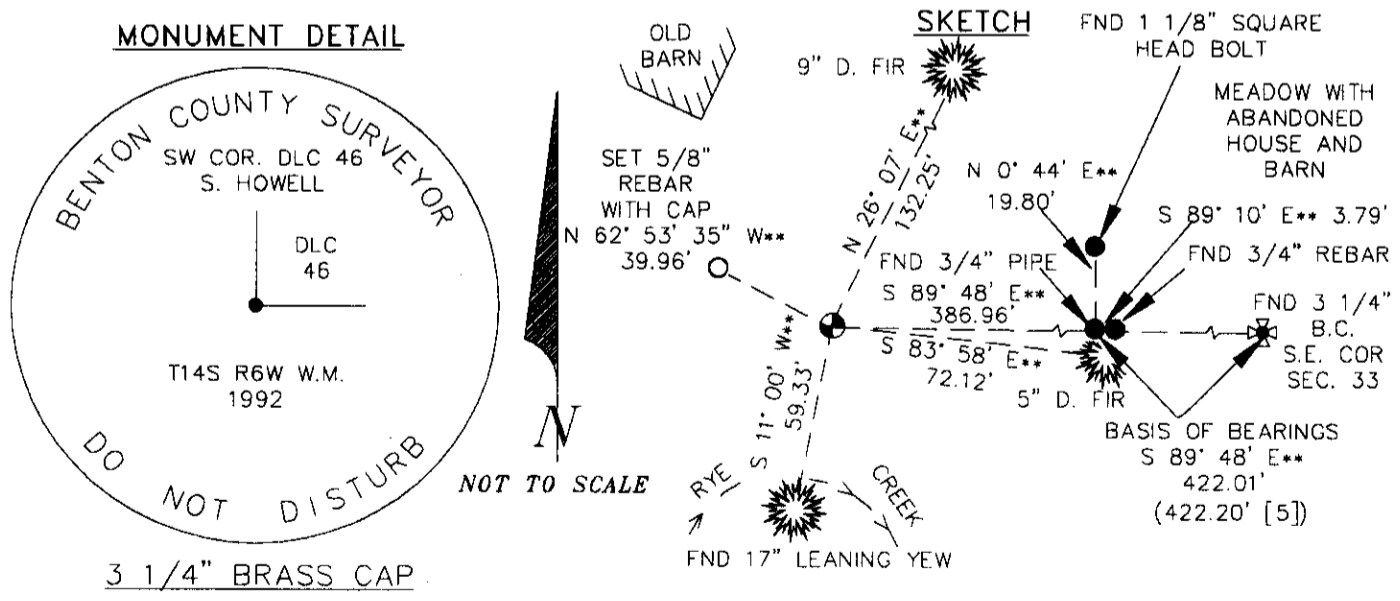 MONUMENT DETAIL
BENTON COUNTY SURVEYOR
SW COR. DLC 46
S. HOWELL
DLC
46
T14S R6W W.M.
1992
DO NOT DISTURB
3 1/4" BRASS CAP
N
NOT TO SCALE
SKETCH
OLD
BARN
9" D. FIR
FND 1 1/8" SQUARE
HEAD BOLT
MEADOW WITH
ABANDONED
HOUSE AND
BARN
SET 5/8"
REBAR
WITH CAP
N 62° 53' 35" W**
39.96'
N 26° 07' E**
132.25'
N 0° 44' E**
19.80'
S 89° 10' E** 3.79'
FND 3/4" PIPE
FND 3/4" REBAR
S 89° 48' E**
386.96'
S 83° 58' E**
72.12'
5" D. FIR
FND 3 1/4"
B.C.
S.E. COR
SEC. 33
S 11° 00' W**
59.33'
BASIS OF BEARINGS
S 89° 48' E**
422.01'
(422.20' [5])
RYE
CREEK
FND 17" LEANING YEW